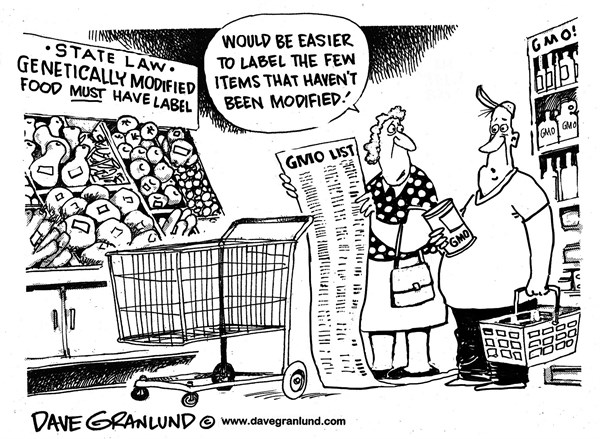 · STATE LAW ·
GENETICALLY MODIFIED
FOOD MUST HAVE LABEL
WOULD BE EASIER
TO LABEL THE FEW
ITEMS THAT HAVEN'T
BEEN MODIFIED!
GMO LIST
GMO!
GMO
GMO
GMO
DAVE GRANLUND © www.davegranlund.com